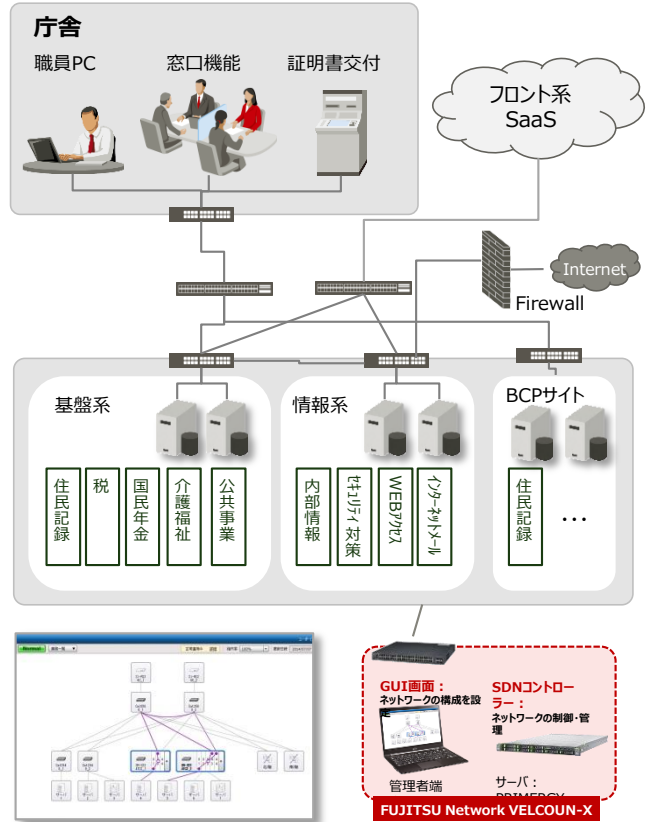 庁舎
職員PC
窓口機能
証明書交付
フロント系
SaaS
Internet
Firewall
基盤系
情報系
BCPサイト
住民記録
税
国民年金
介護福祉
公共事業
内部情報
セキュリティ対策
WEBアクセス
インターネットメール
住民記録
...
Normal
100%
GUI画面：
ネットワークの構成を設
SDNコントロー
ラー：
ネットワークの制御・管
理
管理者端
サーバ：
PRIMERGY
FUJITSU Network VELCOUN-X